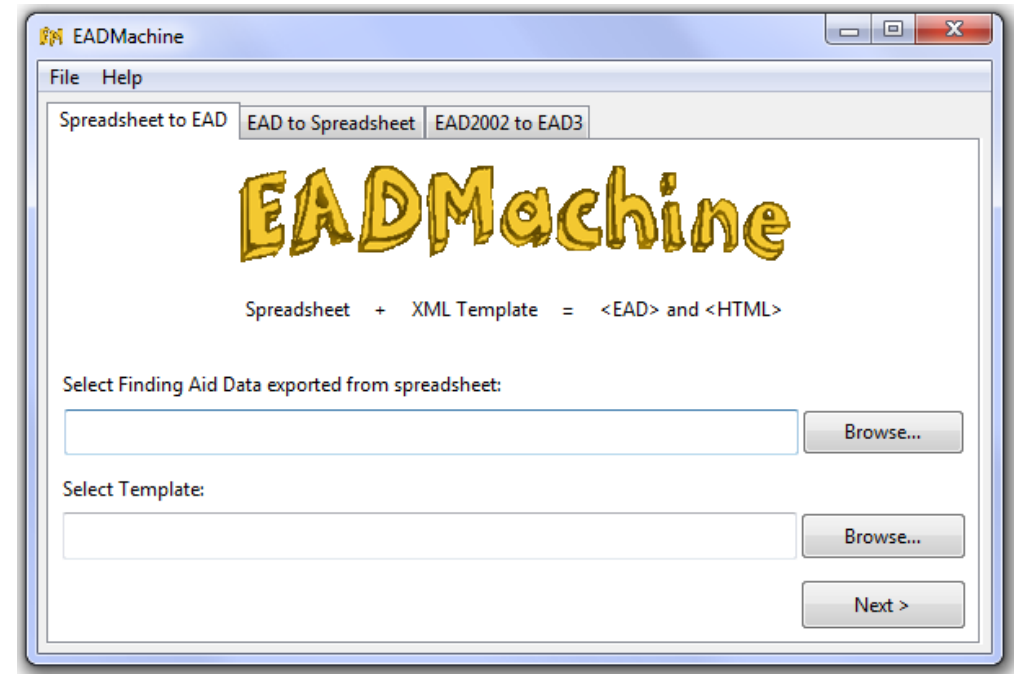 EADMachine
File Help
Spreadsheet to EAD EAD to Spreadsheet EAD2002 to EAD3
EADMachine
Spreadsheet + XML Template = <EAD> and <HTML>
Select Finding Aid Data exported from spreadsheet:
Browse...
Select Template:
Browse...
Next >